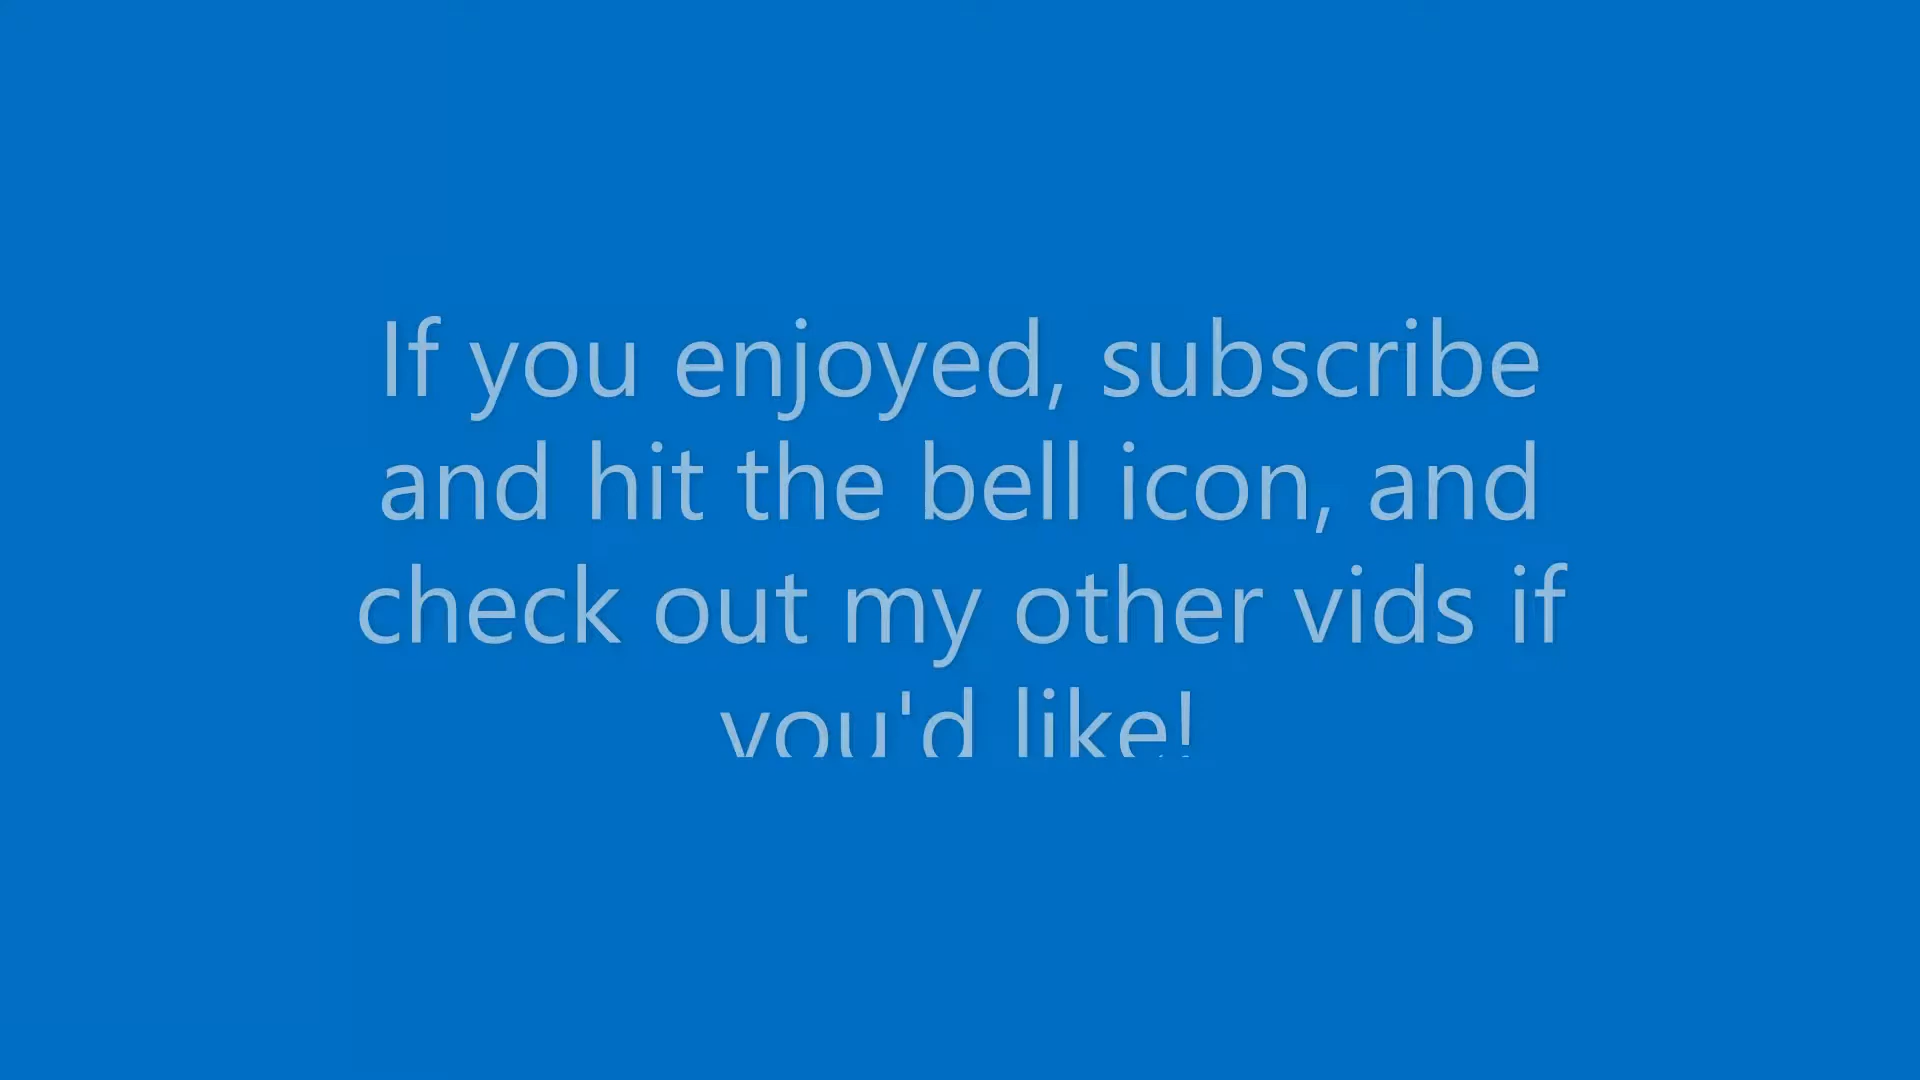 If you enjoyed, subscribe
and hit the bell icon, and
check out my other vids if
you'd like!